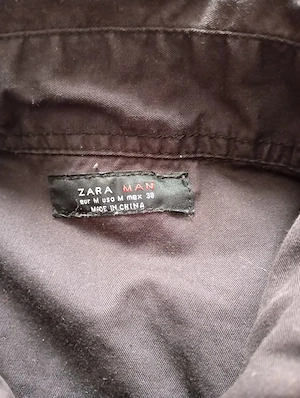 ZARA MAN
eur M usa M mex 38
MADE IN CHINA